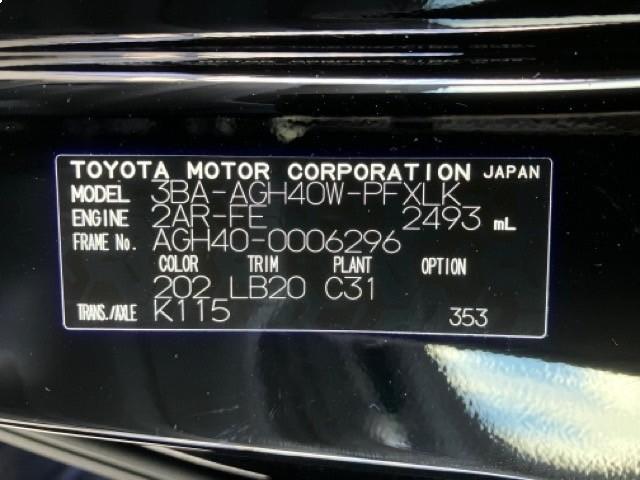 TOYOTA MOTOR CORPORATION JAPAN
MODEL 3BA-AGH40W-PFXLK
ENGINE 2AR-FE 2493 mL
FRAME No. AGH40-0006296
COLOR TRIM PLANT OPTION
202 LB20 C31
TRANS./AXLE K115 353